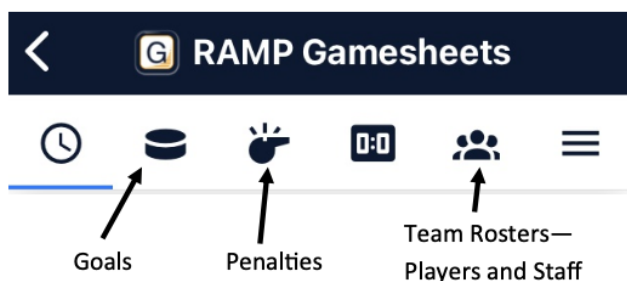 G RAMP Gamesheets
0:0
Goals
Penalties
Team Rosters—
Players and Staff